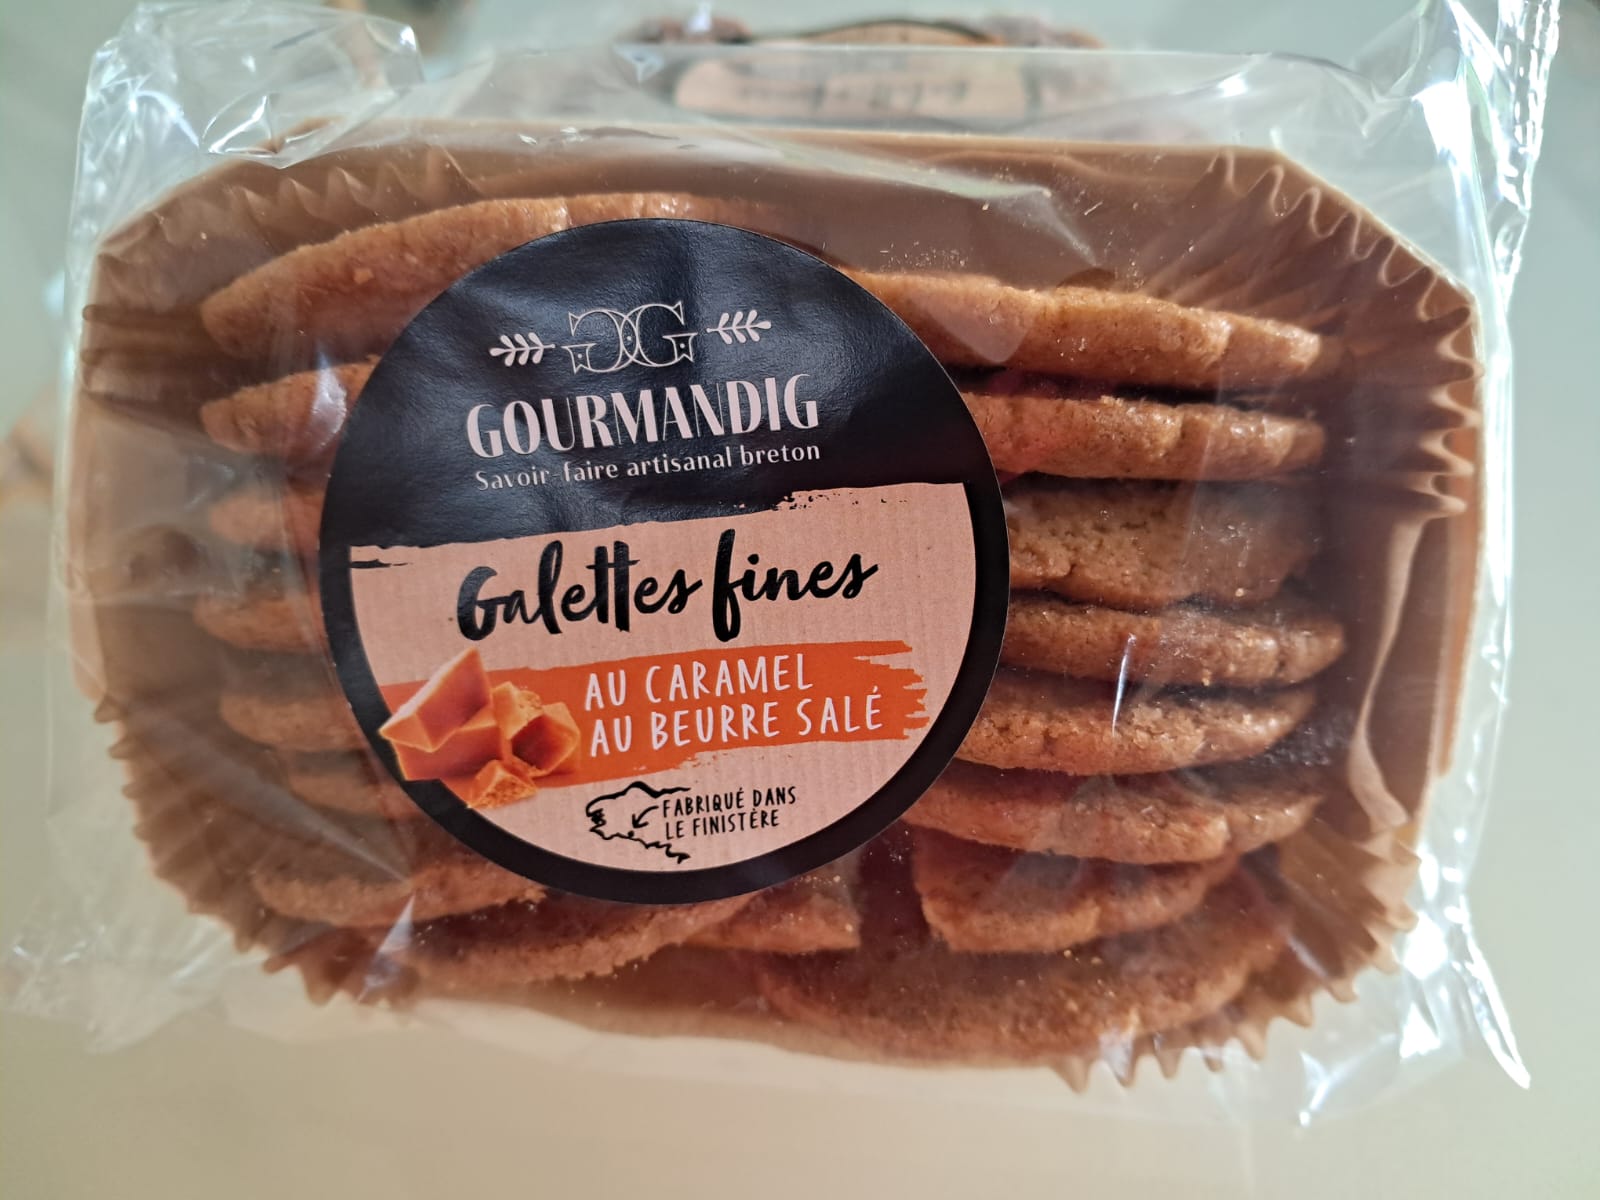 GG
GOURMANDIG
Savoir-faire artisanal breton
Galettes fines
AU CARAMEL
AU BEURRE SALÉ
FABRIQUÉ DANS
LE FINISTÈRE